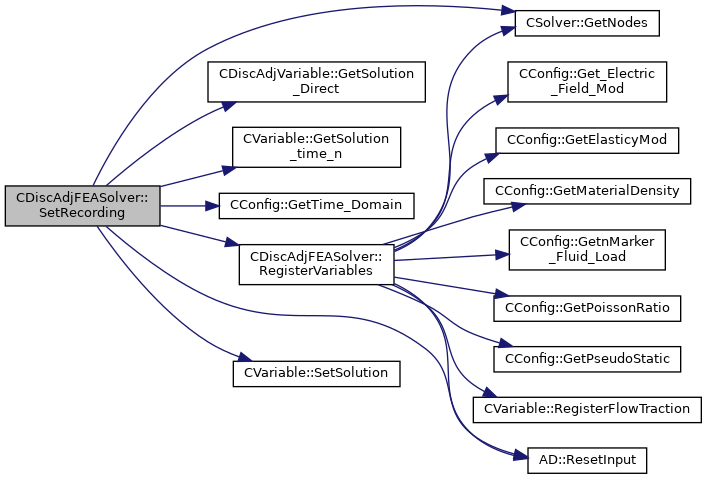 CDiscAdjFEASolver::
SetRecording
CSolver::GetNodes
CDiscAdjVariable::GetSolution
_Direct
CVariable::GetSolution
_time_n
CConfig::GetTime_Domain
CDiscAdjFEASolver::
RegisterVariables
CVariable::SetSolution
CConfig::Get_Electric
_Field_Mod
CConfig::GetElasticyMod
CConfig::GetMaterialDensity
CConfig::GetnMarker
_Fluid_Load
CConfig::GetPoissonRatio
CConfig::GetPseudoStatic
CVariable::RegisterFlowTraction
AD::ResetInput